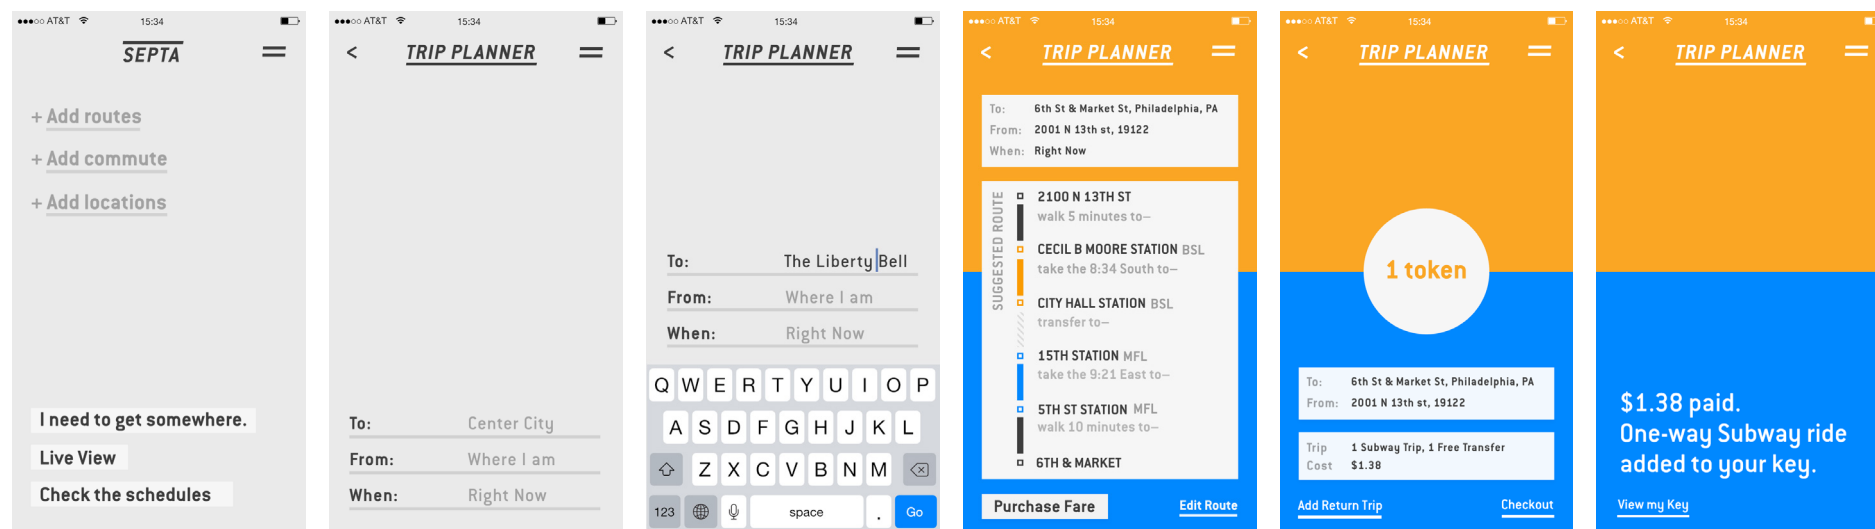 ●●●○○ AT&T 15:34
SEPTA
+ Add routes
+ Add commute
+ Add locations
I need to get somewhere.
Live View
Check the schedules
●●●○○ AT&T 15:34
< TRIP PLANNER
To: Center City
From: Where I am
When: Right Now
●●●○○ AT&T 15:34
< TRIP PLANNER
To: The Liberty Bell
From: Where I am
When: Right Now
Q W E R T Y U I O P
A S D F G H J K L
Z X C V B N M
123 space . Go
●●●○○ AT&T 15:34
< TRIP PLANNER
To: 6th St & Market St, Philadelphia, PA
From: 2001 N 13th st, 19122
When: Right Now
SUGGESTED ROUTE
2100 N 13TH ST
walk 5 minutes to–
CECIL B MOORE STATION BSL
take the 8:34 South to–
CITY HALL STATION BSL
transfer to–
15TH STATION MFL
take the 9:21 East to–
5TH ST STATION MFL
walk 10 minutes to–
6TH & MARKET
Purchase Fare Edit Route
●●●○○ AT&T 15:34
< TRIP PLANNER
1 token
To: 6th St & Market St, Philadelphia, PA
From: 2001 N 13th st, 19122
Trip 1 Subway Trip, 1 Free Transfer
Cost $1.38
Add Return Trip Checkout
●●●○○ AT&T 15:34
< TRIP PLANNER
$1.38 paid.
One-way Subway ride
added to your key.
View my Key